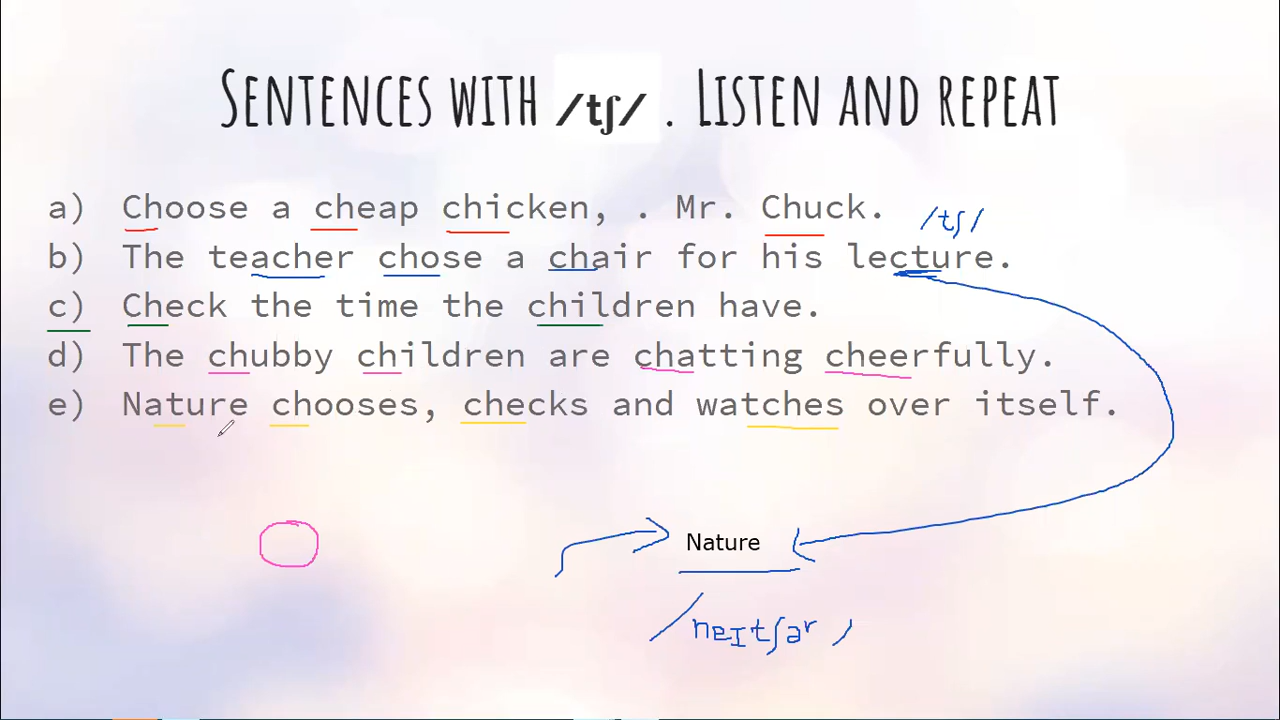 SENTENCES WITH /tʃ/ . LISTEN AND REPEAT
a) Choose a cheap chicken, . Mr. Chuck.
/tʃ/
b) The teacher chose a chair for his lecture.
c) Check the time the children have.
d) The chubby children are chatting cheerfully.
e) Nature chooses, checks and watches over itself.
Nature
/neɪtʃər/